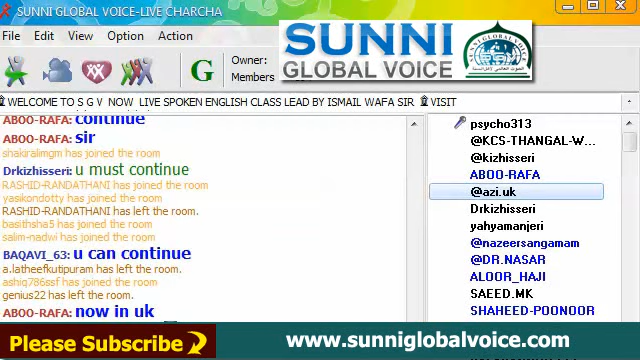 SUNNI GLOBAL VOICE-LIVE CHARCHA
File Edit View Option Action
SUNNI
GLOBAL VOICE
SUNNI GLOBAL VOICE
G
Owner:
Members
WELCOME TO S G V NOW LIVE SPOKEN ENGLISH CLASS LEAD BY ISMAIL WAFA SIR VISIT
ABOO-RAFA: continue
ABOO-RAFA: sir
shakiralimgm has joined the room
Drkizhisseri: u must continue
RASHID-RANDATHANI has joined the room
yasikondotty has joined the room
RASHID-RANDATHANI has left the room.
basithsha5 has joined the room
salim-nadwi has joined the room
BAQAVI_63: u can continue
a.latheefkutipuram has left the room.
ashiq786ssf has joined the room
genius22 has left the room.
ABOO-RAFA: now in uk
psycho313
@KCS-THANGAL-W...
@kizhisseri
ABOO-RAFA
@azi.uk
Drkizhisseri
yahyamanjeri
@nazeersangamam
@DR.NASAR
ALOOR_HAJI
SAEED.MK
SHAHEED-POONOOR
Please Subscribe
www.sunniglobalvoice.com